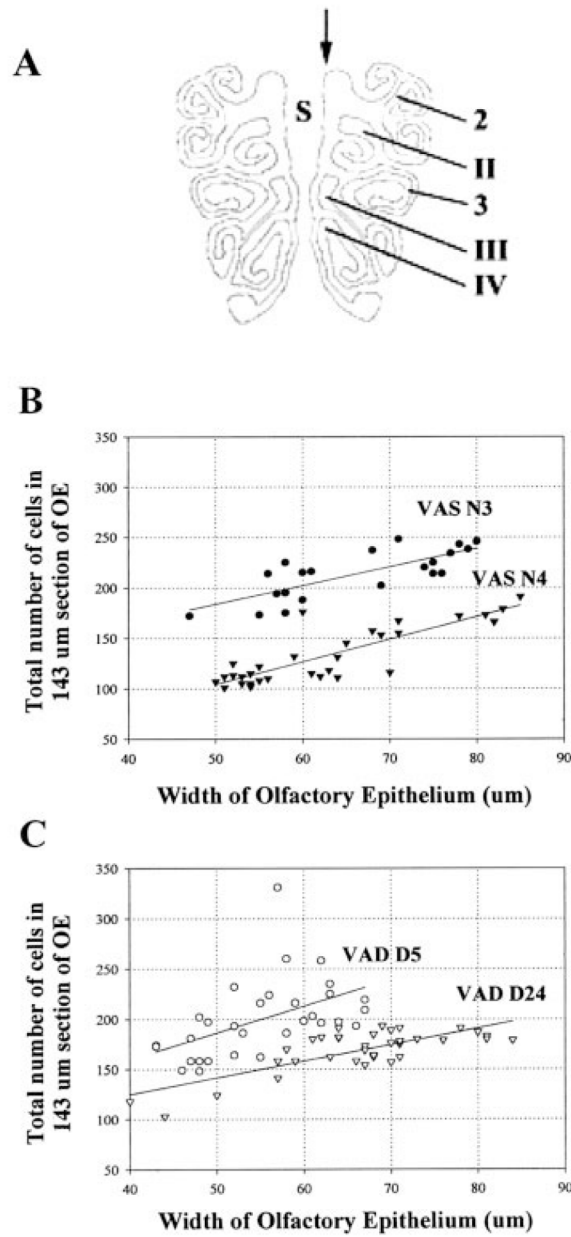 A
S
2
II
3
III
IV
B
Total number of cells in
143 um section of OE
350
300
250
200
150
100
50
VAS N3
VAS N4
40 50 60 70 80 90
Width of Olfactory Epithelium (um)
C
Total number of cells in
143 um section of OE
350
300
250
200
150
100
50
VAD D5
VAD D24
40 50 60 70 80 90
Width of Olfactory Epithelium (um)